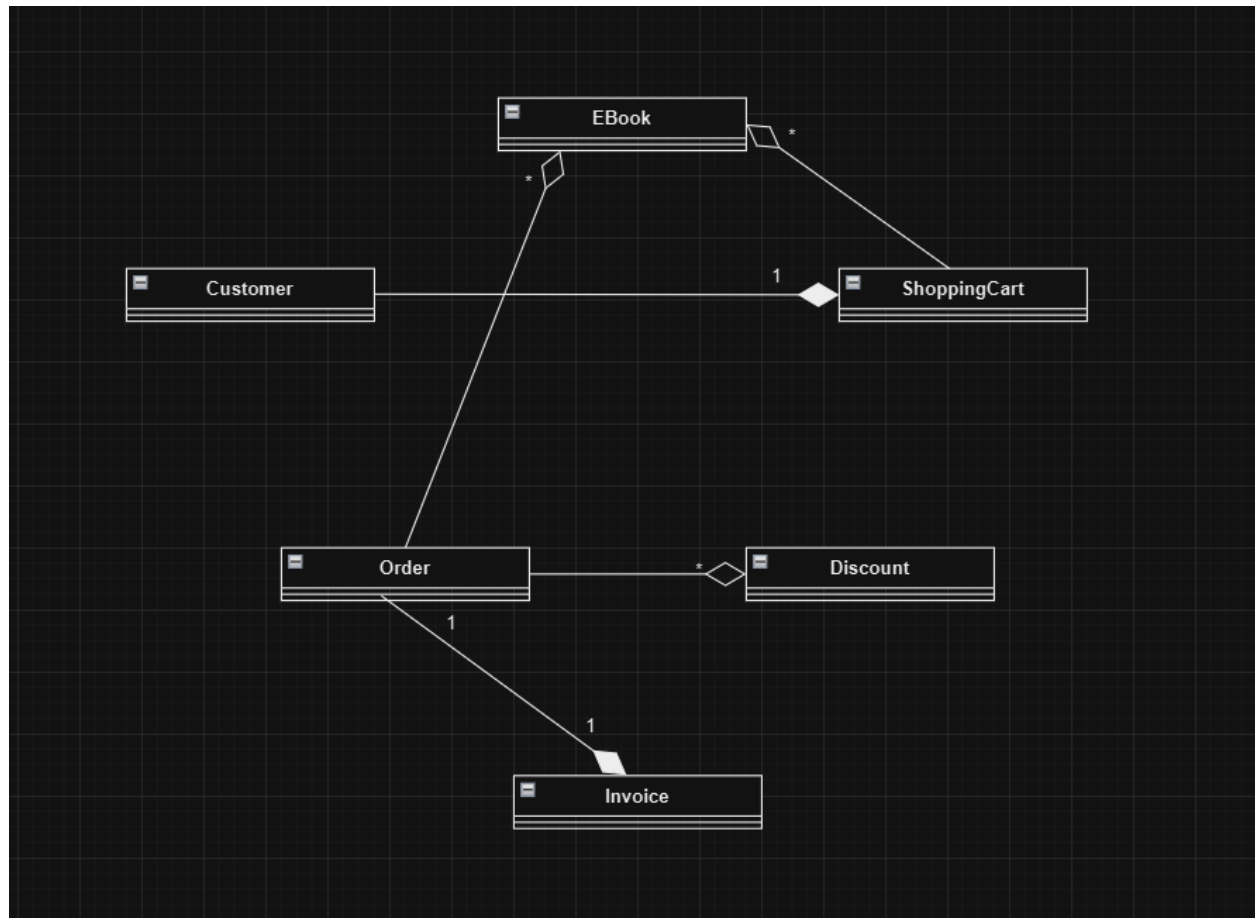 EBook
*
*
Customer
1
ShoppingCart
Order
*
Discount
1
1
Invoice